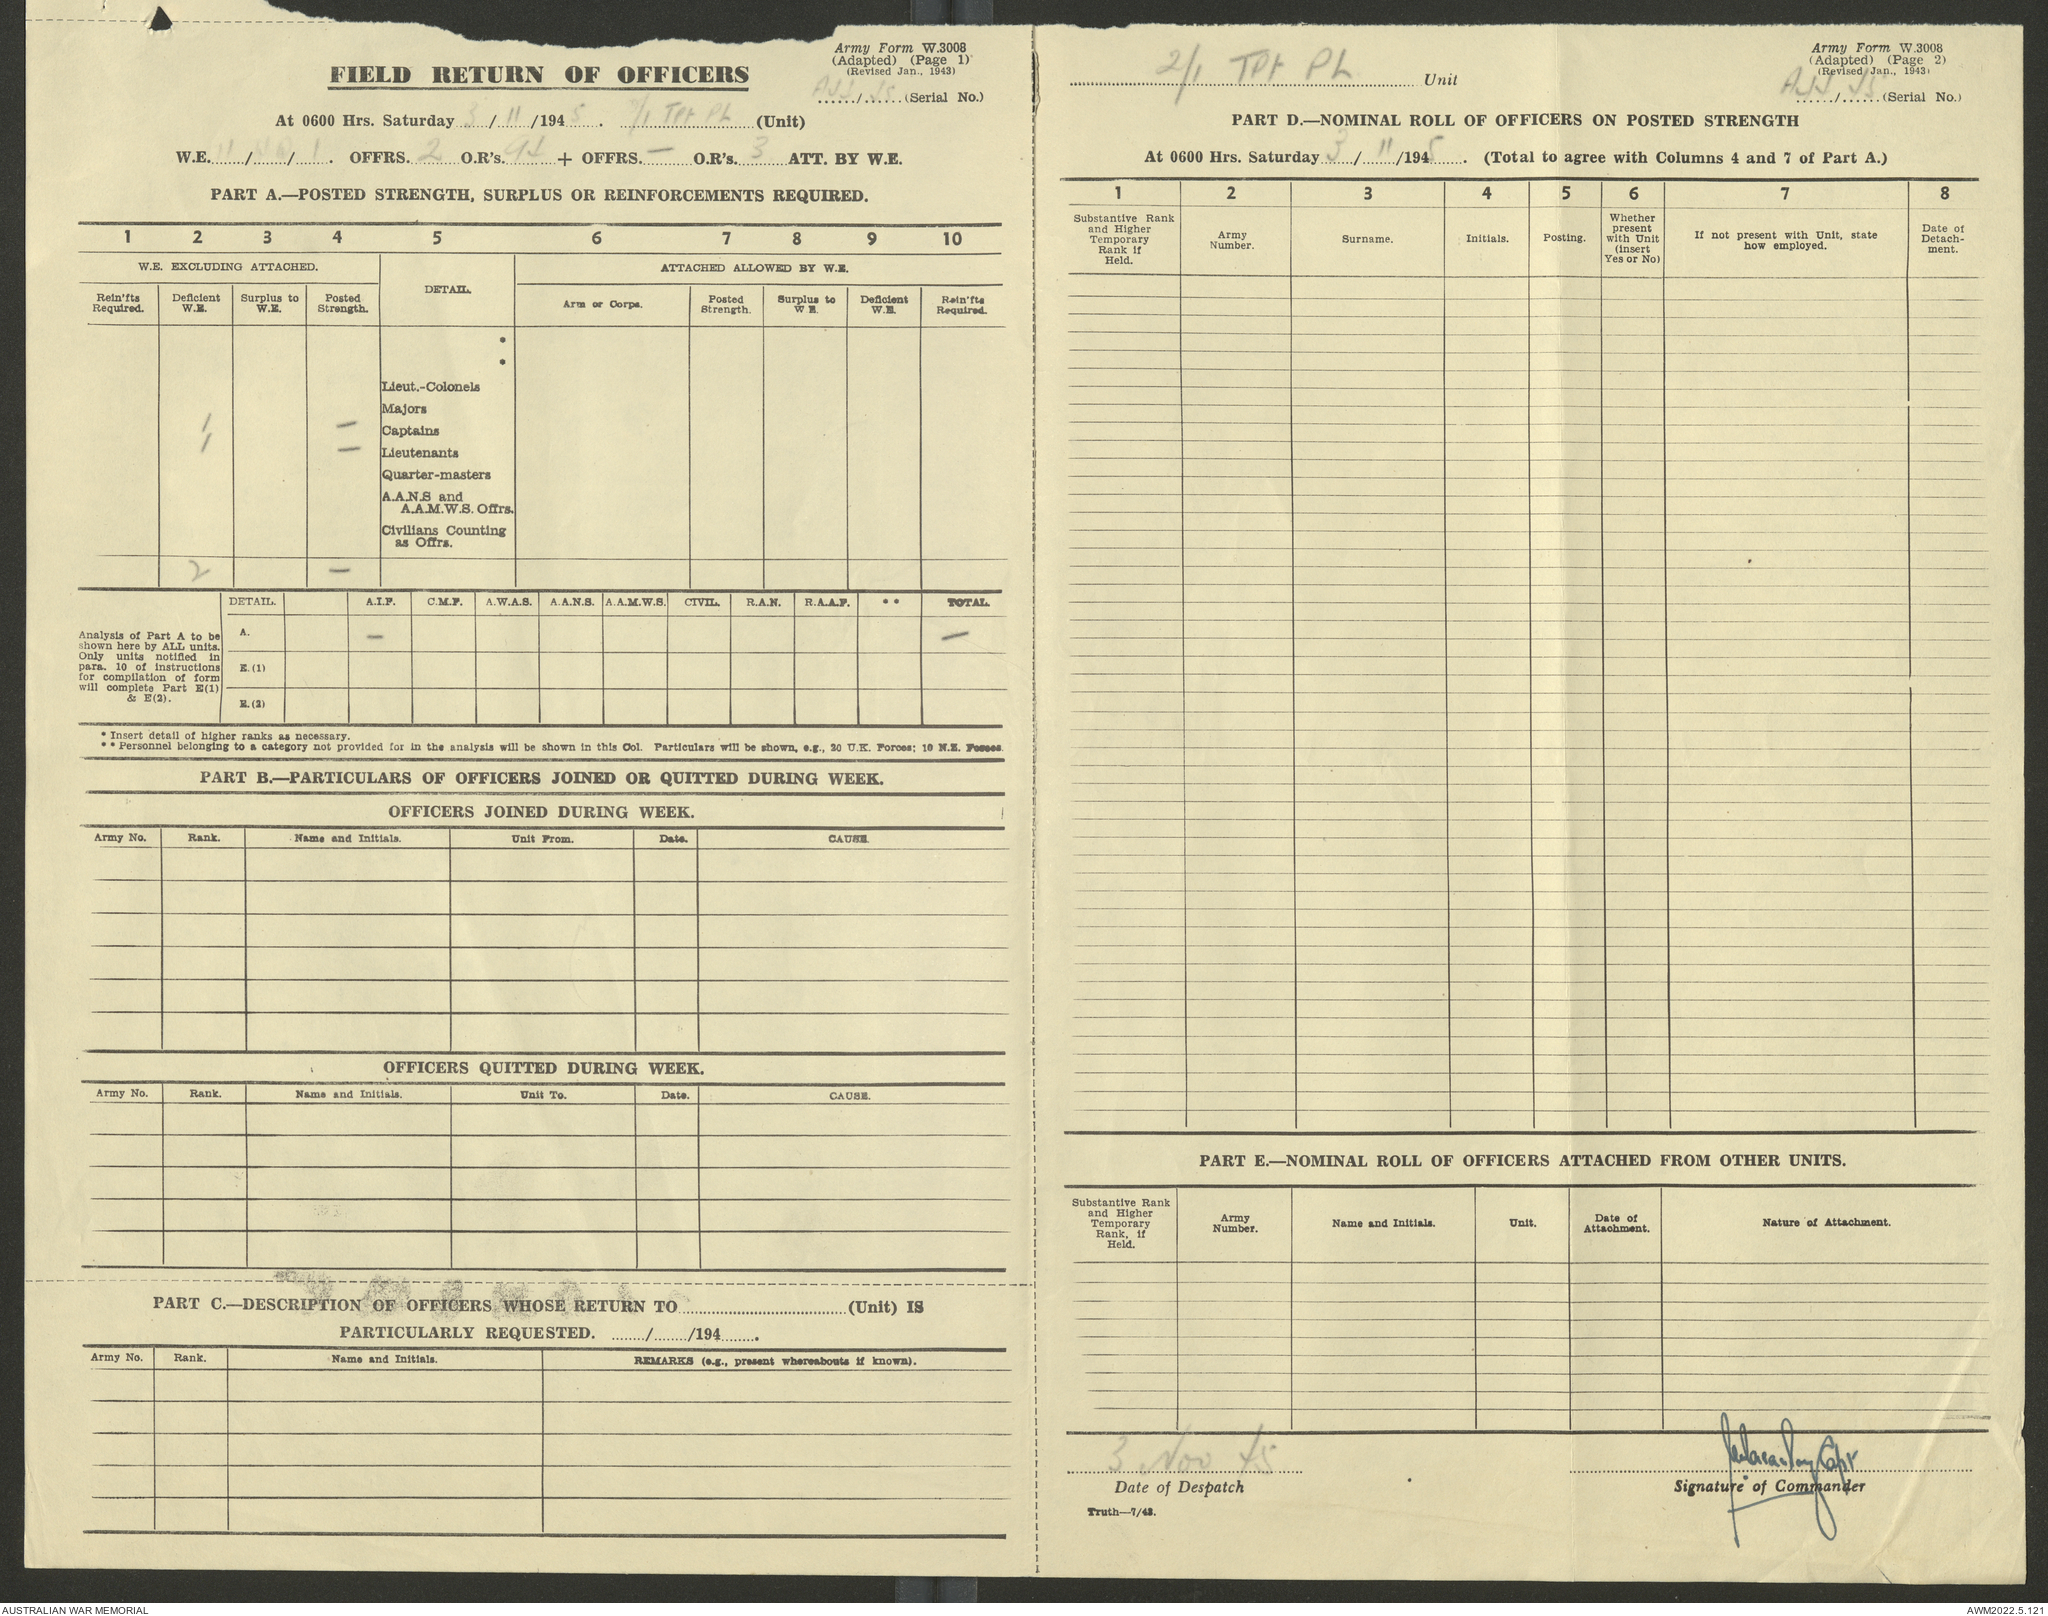 Army Form W.3008
(Adapted) (Page 1)
(Revised Jan., 1943)
FIELD RETURN OF OFFICERS
....../......(Serial No.)
At 0600 Hrs. Saturday 3/11/1945. 2/1 Tpt PL (Unit)
W.E. 11/ /1. OFFRS. 2 O.R's. 94 + OFFRS. — O.R's. 3 ATT. BY W.E.
PART A.—POSTED STRENGTH, SURPLUS OR REINFORCEMENTS REQUIRED.
1 2 3 4 5 6 7 8 9 10
W.E. EXCLUDING ATTACHED. DETAIL. ATTACHED ALLOWED BY W.E.
Rein'fts Required. Deficient W.E. Surplus to W.E. Posted Strength. Arm or Corps. Posted Strength. Surplus to W E. Deficient W.E. Rein'fts Required.
*
*
Lieut.-Colonels
Majors
1 — Captains
1 — Lieutenants
Quarter-masters
A.A.N.S and
A.A.M.W.S. Offrs.
Civilians Counting
as Offrs.
2 —
DETAIL. A.I.F. C.M.F. A.W.A.S. A.A.N.S. A.A.M.W.S. CIVIL. R.A.N. R.A.A.F. ** TOTAL.
Analysis of Part A to be
shown here by ALL units.
Only units notified in
para. 10 of instructions
for compilation of form
will complete Part E(1)
& E(2).
A. — —
E.(1)
E.(2)
* Insert detail of higher ranks as necessary.
** Personnel belonging to a category not provided for in the analysis will be shown in this Col. Particulars will be shown, e.g., 20 U.K. Forces; 10 N.E. Forces.
PART B.—PARTICULARS OF OFFICERS JOINED OR QUITTED DURING WEEK.
OFFICERS JOINED DURING WEEK.
Army No. Rank. Name and Initials. Unit From. Date. CAUSE.
OFFICERS QUITTED DURING WEEK.
Army No. Rank. Name and Initials. Unit To. Date. CAUSE.
PART C.—DESCRIPTION OF OFFICERS WHOSE RETURN TO..............................(Unit) IS
PARTICULARLY REQUESTED. ......../......../194........
Army No. Rank. Name and Initials. REMARKS (e.g., present whereabouts if known).
Army Form W.3008
(Adapted) (Page 2)
(Revised Jan., 1943)
2/1 Tpt PL Unit
....../......(Serial No.)
PART D.—NOMINAL ROLL OF OFFICERS ON POSTED STRENGTH
At 0600 Hrs. Saturday 3/11/1945. (Total to agree with Columns 4 and 7 of Part A.)
1 2 3 4 5 6 7 8
Substantive Rank and Higher Temporary Rank if Held. Army Number. Surname. Initials. Posting. Whether present with Unit (insert Yes or No) If not present with Unit, state how employed. Date of Detach-ment.
PART E.—NOMINAL ROLL OF OFFICERS ATTACHED FROM OTHER UNITS.
Substantive Rank and Higher Temporary Rank, if Held. Army Number. Name and Initials. Unit. Date of Attachment. Nature of Attachment.
3 Nov 45
Capt
Date of Despatch
Signature of Commander
Truth—7/43.
AUSTRALIAN WAR MEMORIAL
AWM2022.5.121